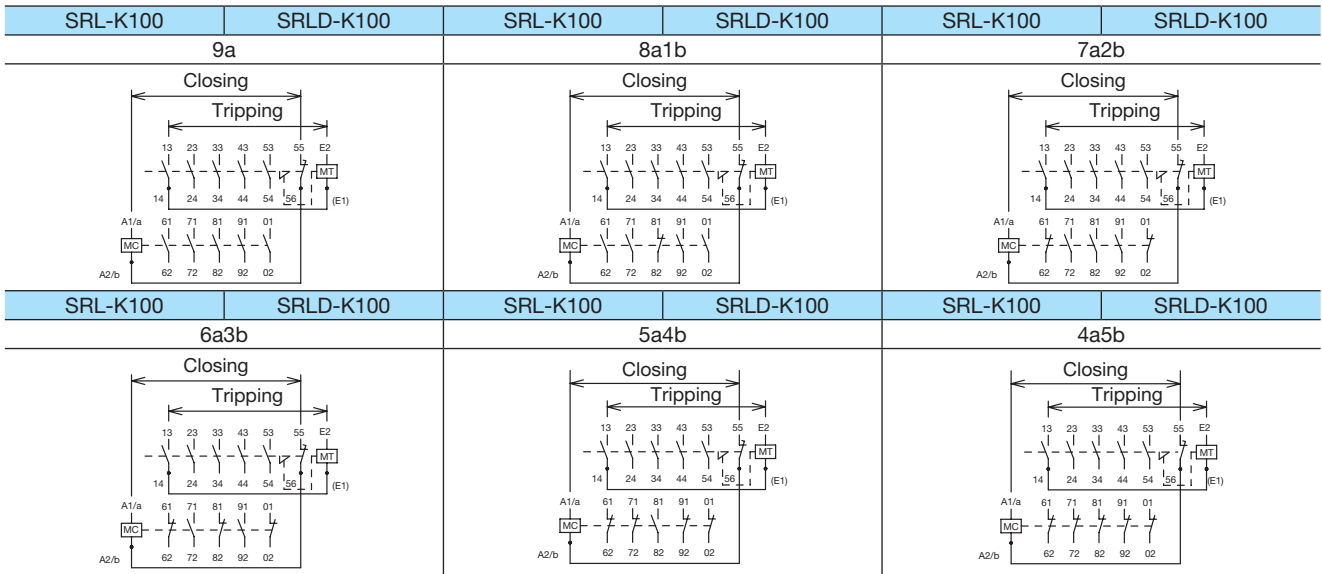 SRL-K100 SRLD-K100 SRL-K100 SRLD-K100 SRL-K100 SRLD-K100
9a 8a1b 7a2b
Closing
Tripping
13 23 33 43 53 55 E2
MT
14 24 34 44 54 56 (E1)
A1/a 61 71 81 91 01
MC
A2/b 62 72 82 92 02
Closing
Tripping
13 23 33 43 53 55 E2
MT
14 24 34 44 54 56 (E1)
A1/a 61 71 81 91 01
MC
A2/b 62 72 82 92 02
Closing
Tripping
13 23 33 43 53 55 E2
MT
14 24 34 44 54 56 (E1)
A1/a 61 71 81 91 01
MC
A2/b 62 72 82 92 02
SRL-K100 SRLD-K100 SRL-K100 SRLD-K100 SRL-K100 SRLD-K100
6a3b 5a4b 4a5b
Closing
Tripping
13 23 33 43 53 55 E2
MT
14 24 34 44 54 56 (E1)
A1/a 61 71 81 91 01
MC
A2/b 62 72 82 92 02
Closing
Tripping
13 23 33 43 53 55 E2
MT
14 24 34 44 54 56 (E1)
A1/a 61 71 81 91 01
MC
A2/b 62 72 82 92 02
Closing
Tripping
13 23 33 43 53 55 E2
MT
14 24 34 44 54 56 (E1)
A1/a 61 71 81 91 01
MC
A2/b 62 72 82 92 02